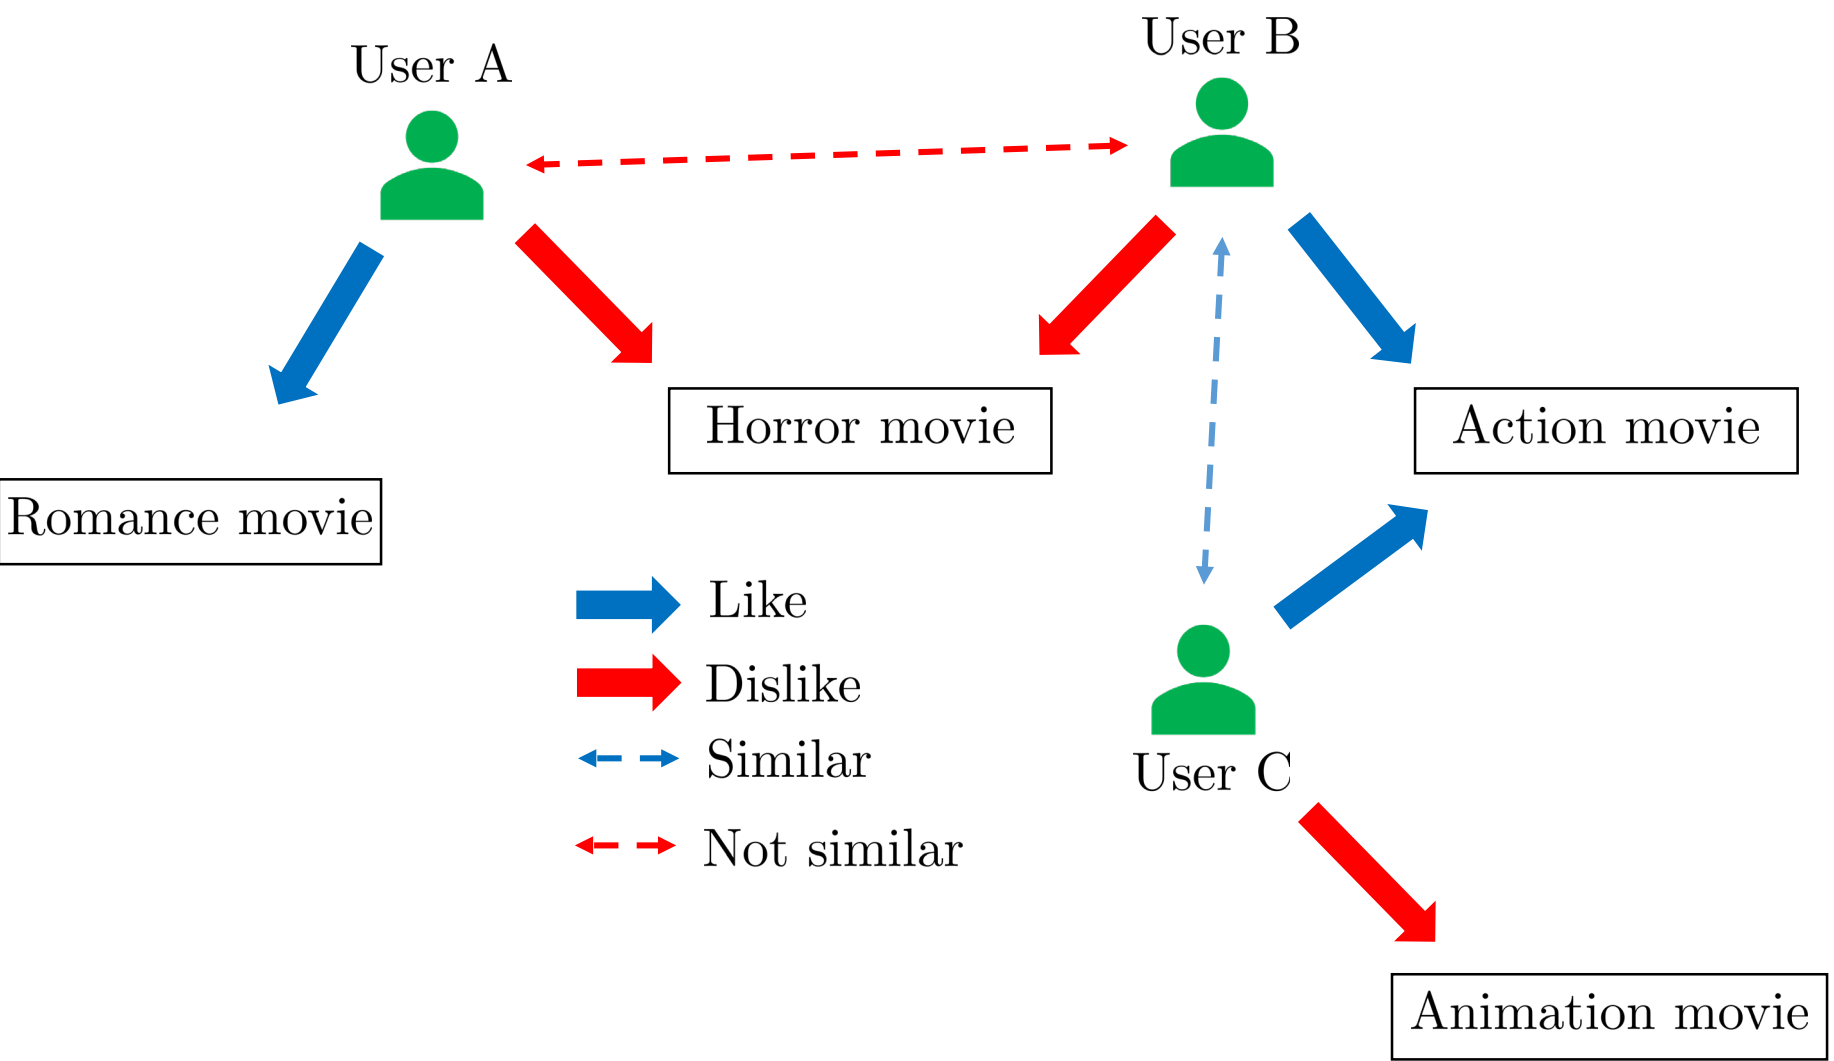 User A
User B
Horror movie
Action movie
Romance movie
Like
Dislike
Similar
Not similar
User C
Animation movie